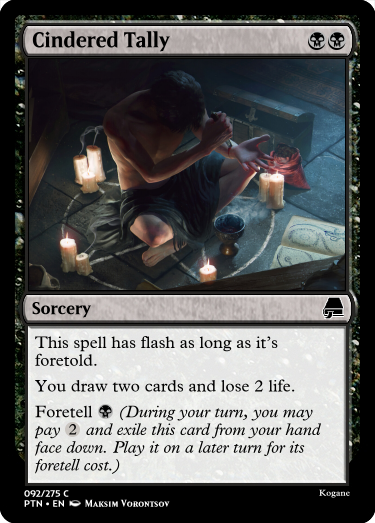 Cindered Tally
Sorcery
This spell has flash as long as it's
foretold.
You draw two cards and lose 2 life.
Foretell (During your turn, you may
pay 2 and exile this card from your hand
face down. Play it on a later turn for its
foretell cost.)
092/275 C
Kogane
PTN • EN Maksim Vorontsov